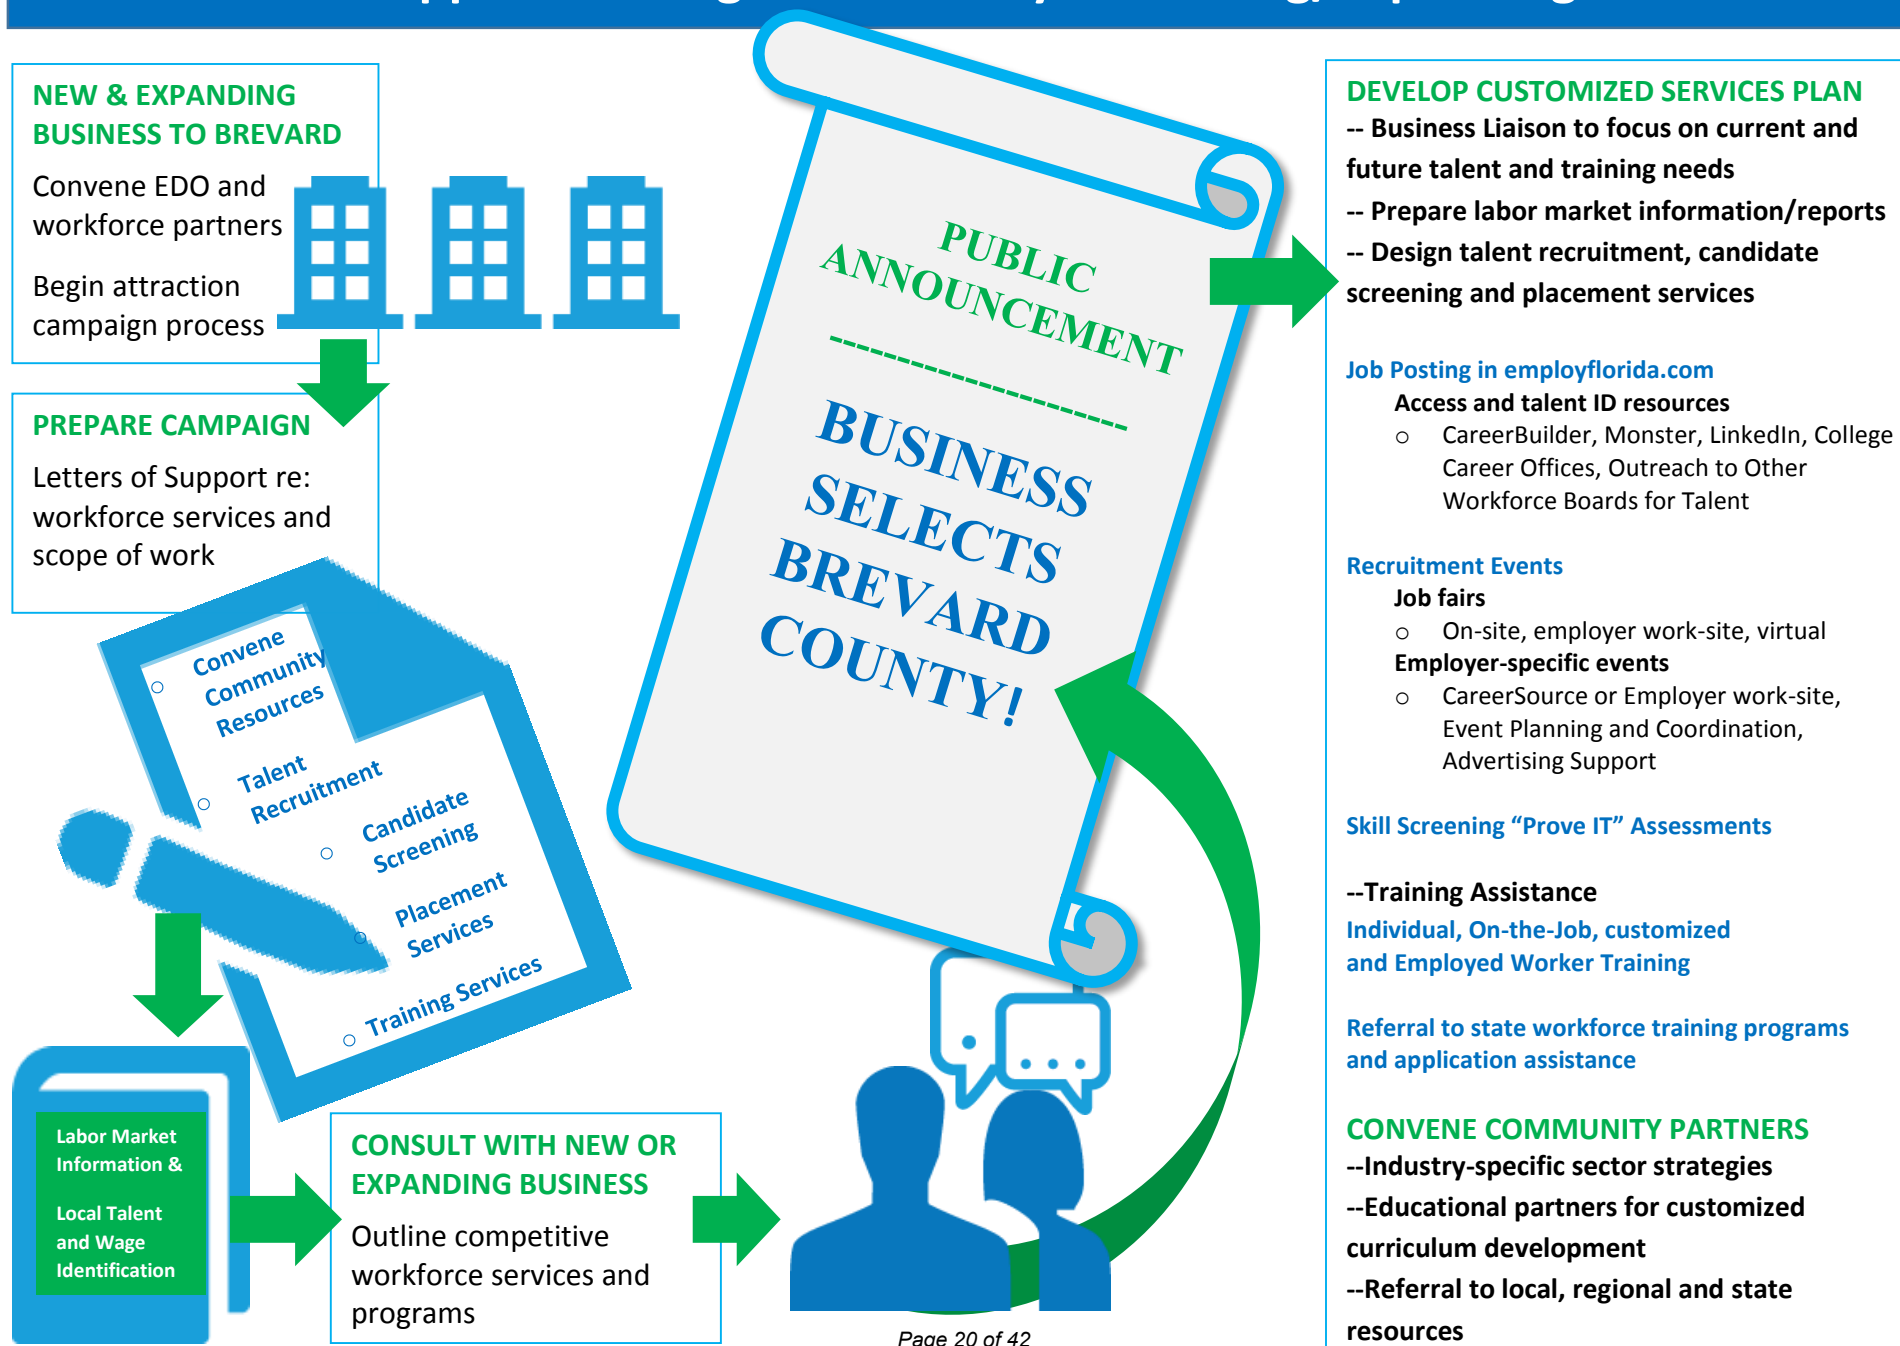 NEW & EXPANDING
BUSINESS TO BREVARD
Convene EDO and
workforce partners
Begin attraction
campaign process
PREPARE CAMPAIGN
Letters of Support re:
workforce services and
scope of work
o Convene
Community
Resources
o Talent
Recruitment
o Candidate
Screening
o Placement
Services
o Training Services
Labor Market
Information &
Local Talent
and Wage
Identification
CONSULT WITH NEW OR
EXPANDING BUSINESS
Outline competitive
workforce services and
programs
PUBLIC
ANNOUNCEMENT
--------------------
BUSINESS
SELECTS
BREVARD
COUNTY!
DEVELOP CUSTOMIZED SERVICES PLAN
-- Business Liaison to focus on current and
future talent and training needs
-- Prepare labor market information/reports
-- Design talent recruitment, candidate
screening and placement services
Job Posting in employflorida.com
Access and talent ID resources
o CareerBuilder, Monster, LinkedIn, College
Career Offices, Outreach to Other
Workforce Boards for Talent
Recruitment Events
Job fairs
o On-site, employer work-site, virtual
Employer-specific events
o CareerSource or Employer work-site,
Event Planning and Coordination,
Advertising Support
Skill Screening “Prove IT” Assessments
--Training Assistance
Individual, On-the-Job, customized
and Employed Worker Training
Referral to state workforce training programs
and application assistance
CONVENE COMMUNITY PARTNERS
--Industry-specific sector strategies
--Educational partners for customized
curriculum development
--Referral to local, regional and state
resources
Page 20 of 42